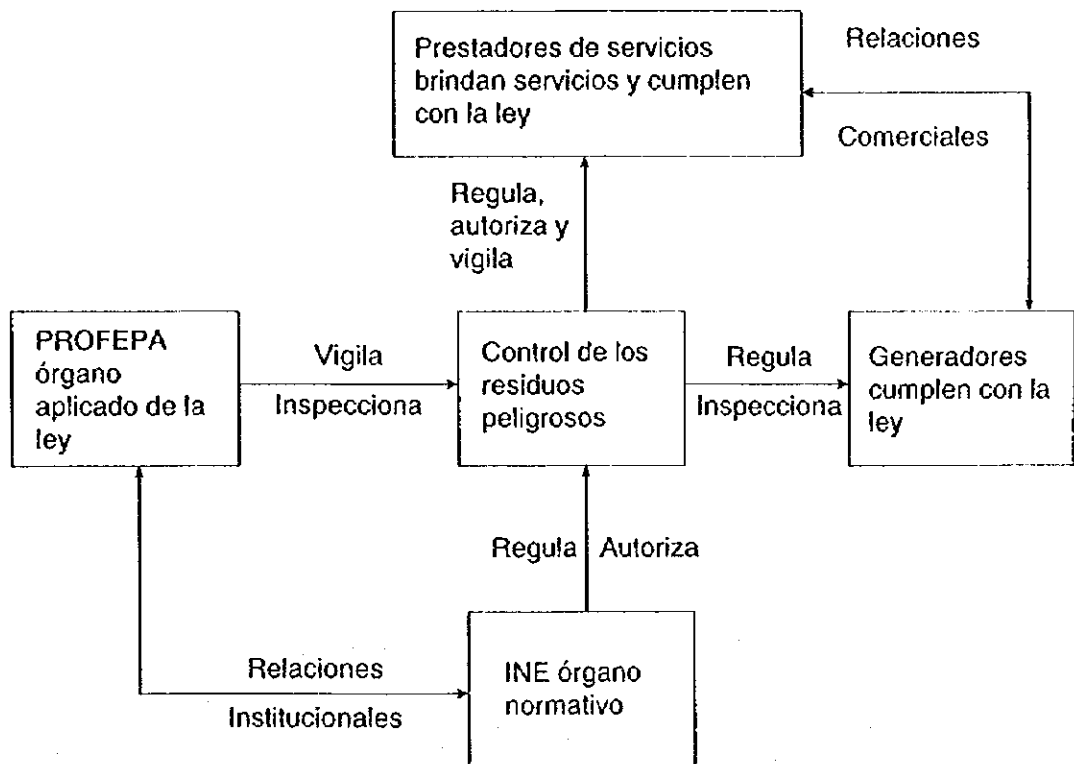 Prestadores de servicios
brindan servicios y cumplen
con la ley
Relaciones
Comerciales
Regula,
autoriza y
vigila
PROFEPA
órgano
aplicado de la
ley
Vigila
Inspecciona
Control de los
residuos
peligrosos
Regula
Inspecciona
Generadores
cumplen con la
ley
Regula
Autoriza
Relaciones
Institucionales
INE órgano
normativo